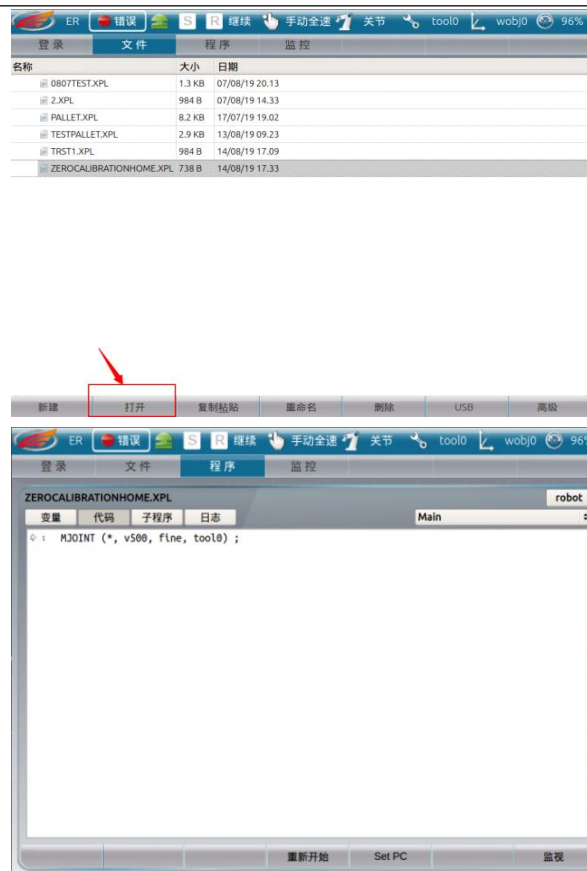 ER 错误 S R 继续 手动全速 关节 tool0 wobj0 96%
登录 文件 程序 监控
名称 大小 日期
0807TEST.XPL 1.3 KB 07/08/19 20.13
2.XPL 984 B 07/08/19 14.33
PALLET.XPL 8.2 KB 17/07/19 19.02
TESTPALLET.XPL 2.9 KB 13/08/19 09.23
TRST1.XPL 984 B 14/08/19 17.09
ZEROCALIBRATIONHOME.XPL 738 B 14/08/19 17.33
新建 打开 复制粘贴 重命名 删除 USB 高级
ER 错误 S R 继续 手动全速 关节 tool0 wobj0 96
登录 文件 程序 监控
ZEROCALIBRATIONHOME.XPL robot
变量 代码 子程序 日志 Main
1 MJOINT (*, v500, fine, tool0) ;
重新开始 Set PC 监视